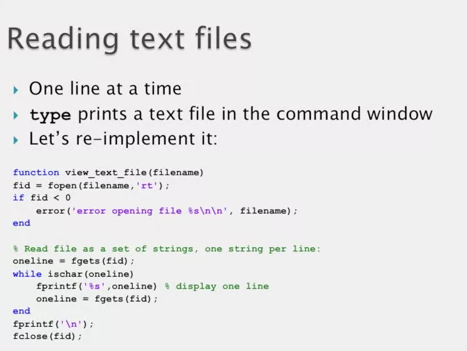 Reading text files
One line at a time
type prints a text file in the command window
Let's re-implement it:
function view_text_file(filename)
fid = fopen(filename,'rt');
if fid < 0
    error('error opening file %s\n\n', filename);
end
% Read file as a set of strings, one string per line:
oneline = fgets(fid);
while ischar(oneline)
    fprintf('%s',oneline) % display one line
    oneline = fgets(fid);
end
fprintf('\n');
fclose(fid);